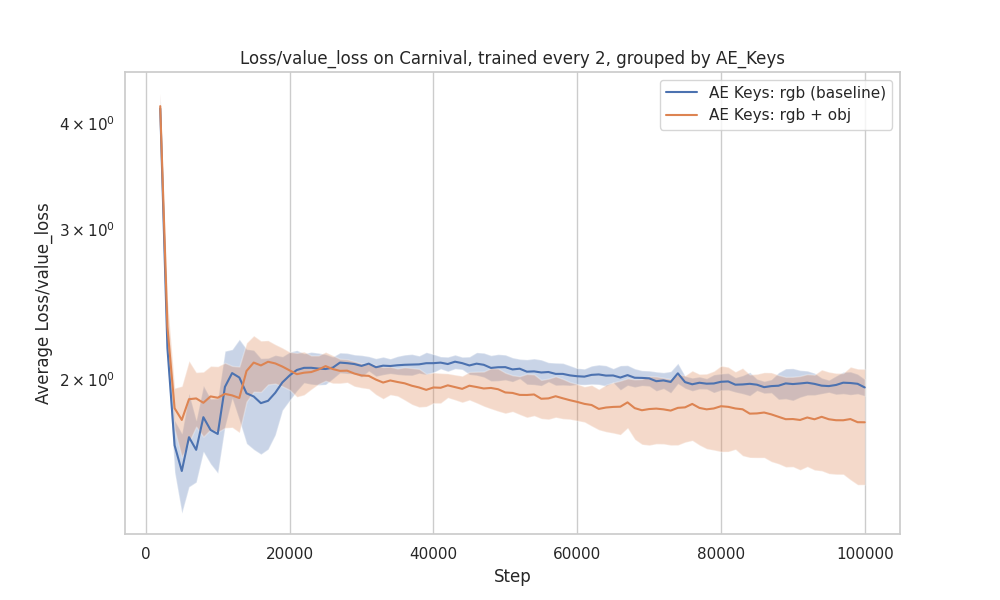 Loss/value_loss on Carnival, trained every 2, grouped by AE_Keys
AE Keys: rgb (baseline)
AE Keys: rgb + obj
Average Loss/value_loss
4 × 10⁰
3 × 10⁰
2 × 10⁰
0 20000 40000 60000 80000 100000
Step